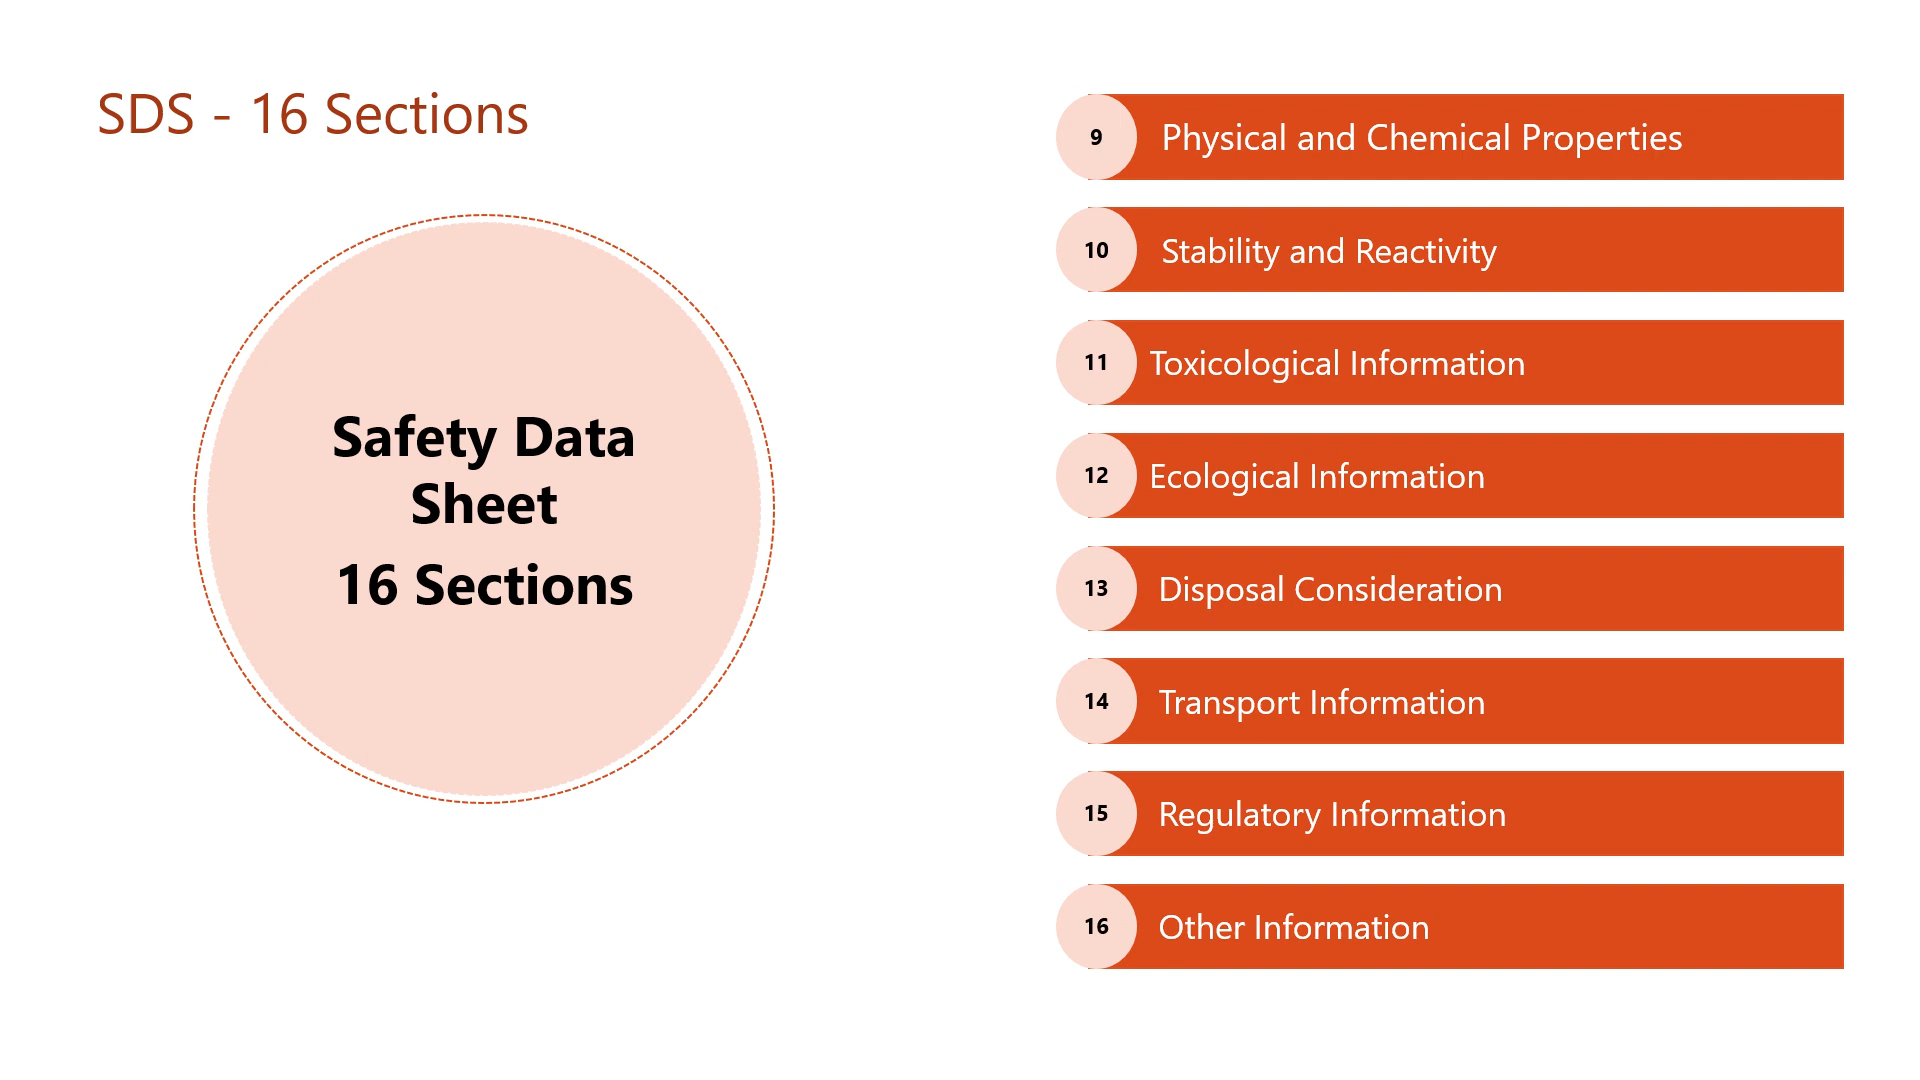 SDS - 16 Sections
Safety Data
Sheet
16 Sections
9 Physical and Chemical Properties
10 Stability and Reactivity
11 Toxicological Information
12 Ecological Information
13 Disposal Consideration
14 Transport Information
15 Regulatory Information
16 Other Information